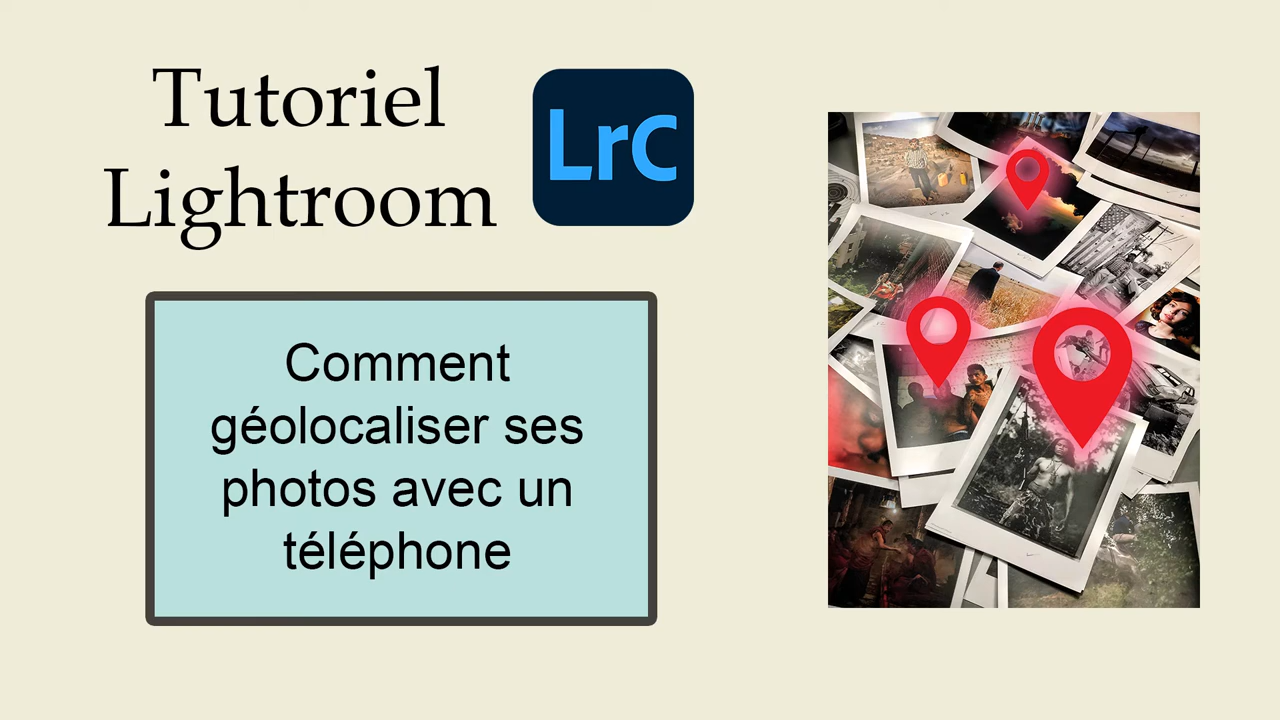 Tutoriel
Lightroom
LrC
Comment
géolocaliser ses
photos avec un
téléphone